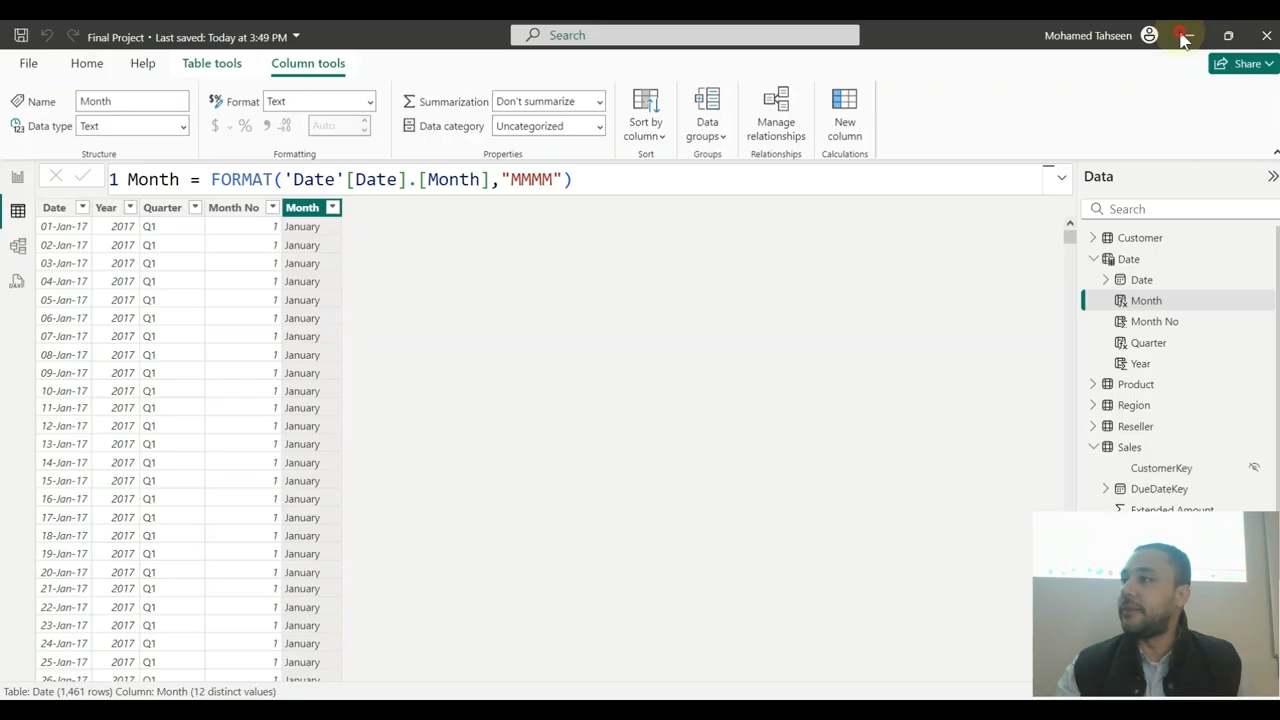 Final Project • Last saved: Today at 3:49 PM
Search
Mohamed Tahseen
File
Home
Help
Table tools
Column tools
Share
Name
Month
Data type
Text
Structure
Format
Text
$
%
Auto
Formatting
Summarization
Don't summarize
Data category
Uncategorized
Properties
Sort by
column
Sort
Data
groups
Groups
Manage
relationships
Relationships
New
column
Calculations
1 Month = FORMAT('Date'[Date].[Month],"MMMM")
Date Year Quarter Month No Month
01-Jan-17 2017 Q1 1 January
02-Jan-17 2017 Q1 1 January
03-Jan-17 2017 Q1 1 January
04-Jan-17 2017 Q1 1 January
05-Jan-17 2017 Q1 1 January
06-Jan-17 2017 Q1 1 January
07-Jan-17 2017 Q1 1 January
08-Jan-17 2017 Q1 1 January
09-Jan-17 2017 Q1 1 January
10-Jan-17 2017 Q1 1 January
11-Jan-17 2017 Q1 1 January
12-Jan-17 2017 Q1 1 January
13-Jan-17 2017 Q1 1 January
14-Jan-17 2017 Q1 1 January
15-Jan-17 2017 Q1 1 January
16-Jan-17 2017 Q1 1 January
17-Jan-17 2017 Q1 1 January
18-Jan-17 2017 Q1 1 January
19-Jan-17 2017 Q1 1 January
20-Jan-17 2017 Q1 1 January
21-Jan-17 2017 Q1 1 January
22-Jan-17 2017 Q1 1 January
23-Jan-17 2017 Q1 1 January
24-Jan-17 2017 Q1 1 January
25-Jan-17 2017 Q1 1 January
26-Jan-17 2017 Q1 1 January
Data
Search
Customer
Date
Date
Month
Month No
Quarter
Year
Product
Region
Reseller
Sales
CustomerKey
DueDateKey
Extended Amount
Table: Date (1,461 rows) Column: Month (12 distinct values)